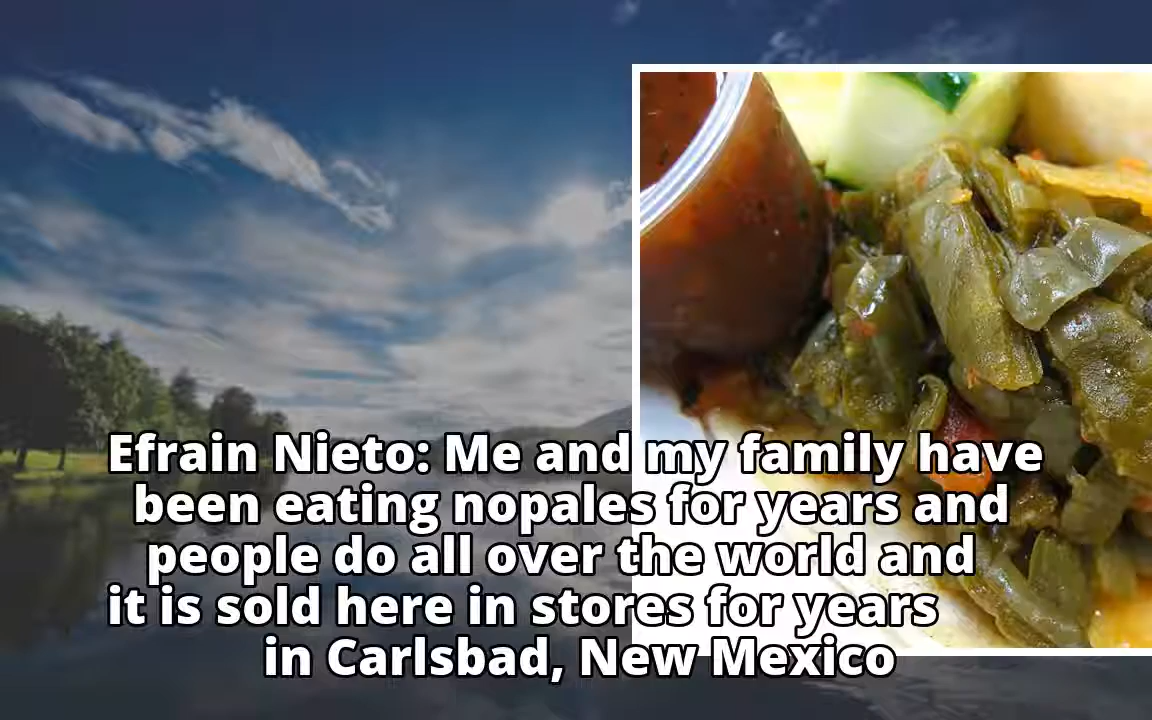 Efrain Nieto: Me and my family have
been eating nopales for years and
people do all over the world and
it is sold here in stores for years
in Carlsbad, New Mexico